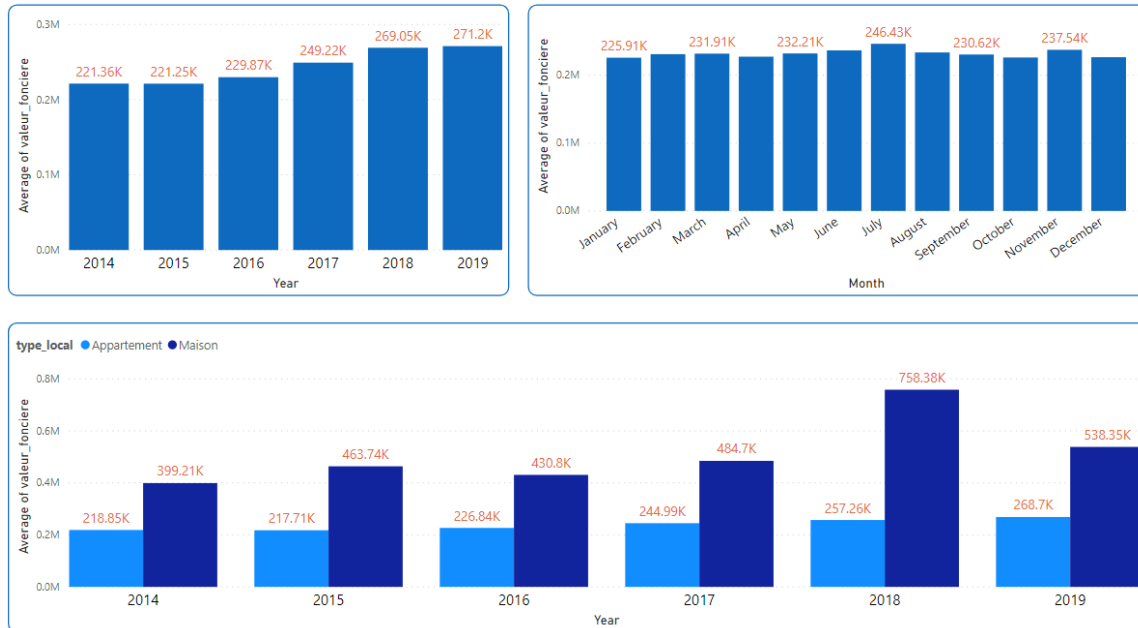 0.3M
0.2M
0.1M
0.0M
Average of valeur_fonciere
221.36K 221.25K 229.87K 249.22K 269.05K 271.2K
2014 2015 2016 2017 2018 2019
Year
0.2M
0.1M
0.0M
Average of valeur_fonciere
225.91K 231.91K 232.21K 246.43K 230.62K 237.54K
January February March April May June July August September October November December
Month
type_local Appartement Maison
0.8M
0.6M
0.4M
0.2M
0.0M
Average of valeur_fonciere
218.85K 399.21K 217.71K 463.74K 226.84K 430.8K 244.99K 484.7K 257.26K 758.38K 268.7K 538.35K
2014 2015 2016 2017 2018 2019
Year